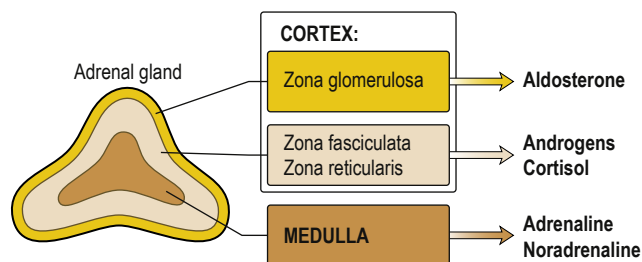 CORTEX:
Adrenal gland
Zona glomerulosa
Aldosterone
Zona fasciculata
Zona reticularis
Androgens
Cortisol
MEDULLA
Adrenaline
Noradrenaline